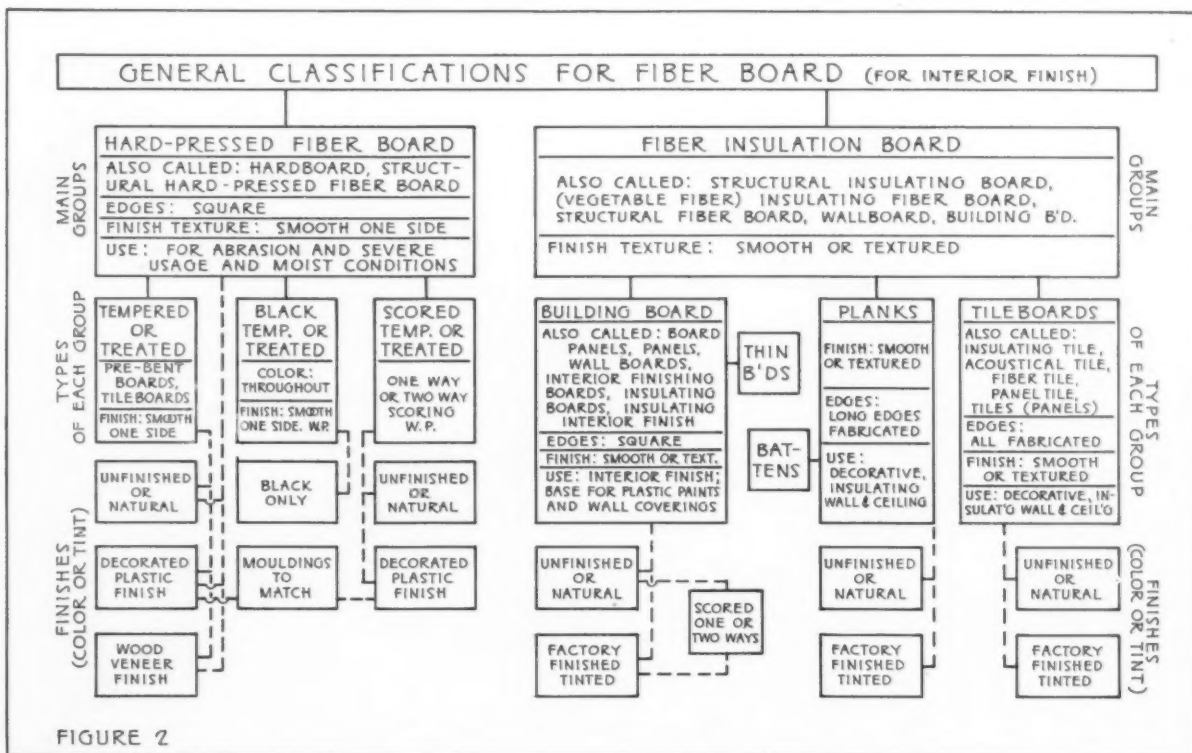 GENERAL CLASSIFICATIONS FOR FIBER BOARD (FOR INTERIOR FINISH)
MAIN GROUPS
HARD-PRESSED FIBER BOARD
ALSO CALLED: HARDBOARD, STRUCT-
URAL HARD-PRESSED FIBER BOARD
EDGES: SQUARE
FINISH TEXTURE: SMOOTH ONE SIDE
USE: FOR ABRASION AND SEVERE
USAGE AND MOIST CONDITIONS
FIBER INSULATION BOARD
ALSO CALLED: STRUCTURAL INSULATING BOARD,
(VEGETABLE FIBER) INSULATING FIBER BOARD,
STRUCTURAL FIBER BOARD, WALLBOARD, BUILDING B'D.
FINISH TEXTURE: SMOOTH OR TEXTURED
MAIN
GROUPS
TYPES
OF EACH GROUP
TEMPERED
OR
TREATED
PRE-BENT
BOARDS,
TILEBOARDS
FINISH: SMOOTH
ONE SIDE
BLACK
TEMP. OR
TREATED
COLOR:
THROUGHOUT
FINISH: SMOOTH
ONE SIDE. W.P.
SCORED
TEMP. OR
TREATED
ONE WAY
OR TWO WAY
SCORING
W.P.
BUILDING BOARD
ALSO CALLED: BOARD
PANELS, PANELS,
WALL BOARDS,
INTERIOR FINISHING
BOARDS, INSULATING
BOARDS, INSULATING
INTERIOR FINISH
EDGES: SQUARE
FINISH: SMOOTH OR TEXT.
USE: INTERIOR FINISH;
BASE FOR PLASTIC PAINTS
AND WALL COVERINGS
THIN
B'DS
BAT-
TENS
PLANKS
FINISH: SMOOTH
OR TEXTURED
EDGES:
LONG EDGES
FABRICATED
USE:
DECORATIVE,
INSULATING
WALL & CEILING
TILEBOARDS
ALSO CALLED:
INSULATING TILE,
ACOUSTICAL TILE,
FIBER TILE,
PANEL TILE,
TILES (PANELS)
EDGES:
ALL FABRICATED
FINISH: SMOOTH
OR TEXTURED
USE: DECORATIVE, IN-
SULAT'G WALL & CEIL'G
TYPES
OF EACH GROUP
FINISHES
(COLOR OR TINT)
UNFINISHED
OR
NATURAL
BLACK
ONLY
UNFINISHED
OR
NATURAL
DECORATED
PLASTIC
FINISH
MOULDINGS
TO
MATCH
DECORATED
PLASTIC
FINISH
WOOD
VENEER
FINISH
UNFINISHED
OR
NATURAL
SCORED
ONE OR
TWO WAYS
FACTORY
FINISHED
TINTED
UNFINISHED
OR
NATURAL
FACTORY
FINISHED
TINTED
UNFINISHED
OR
NATURAL
FACTORY
FINISHED
TINTED
FINISHES
(COLOR OR TINT)
FIGURE 2